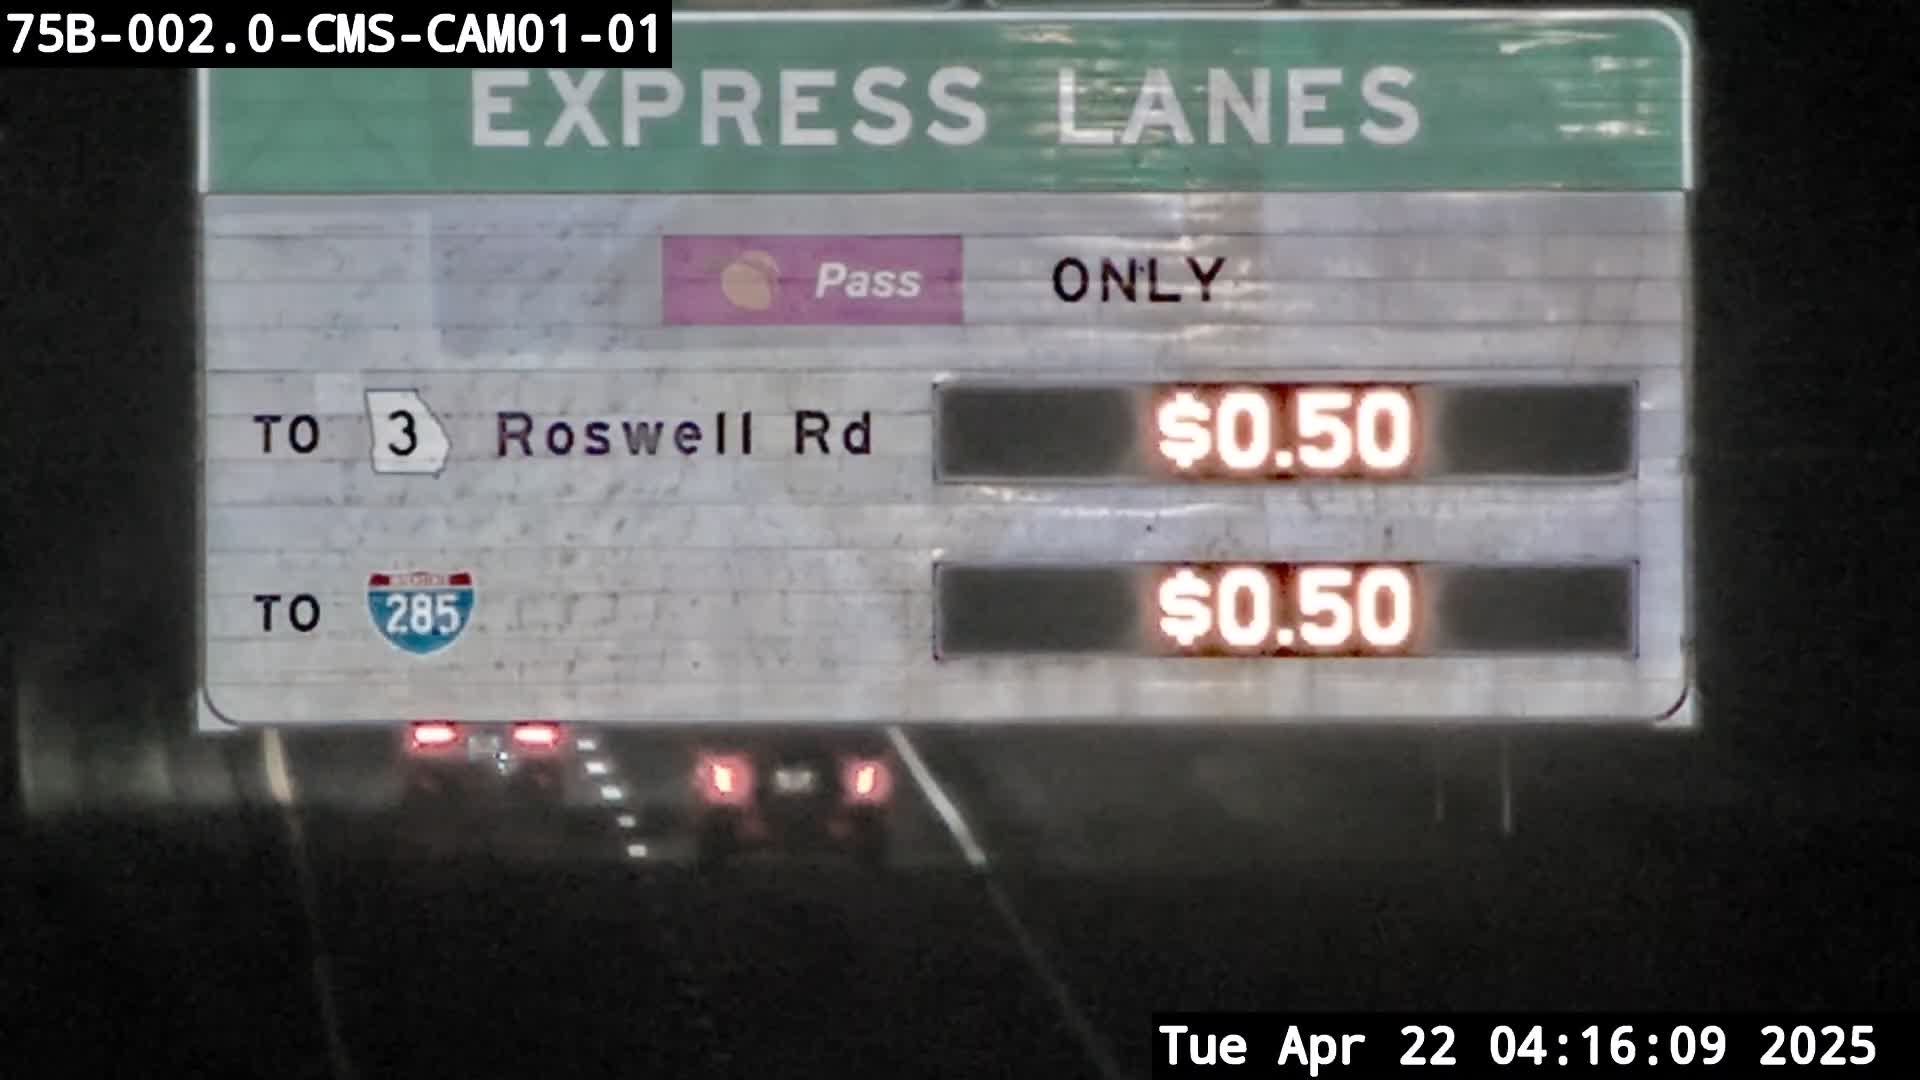 75B-002.0-CMS-CAM01-01
EXPRESS LANES
Pass ONLY
TO 3 Roswell Rd $0.50
TO 285 $0.50
Tue Apr 22 04:16:09 2025